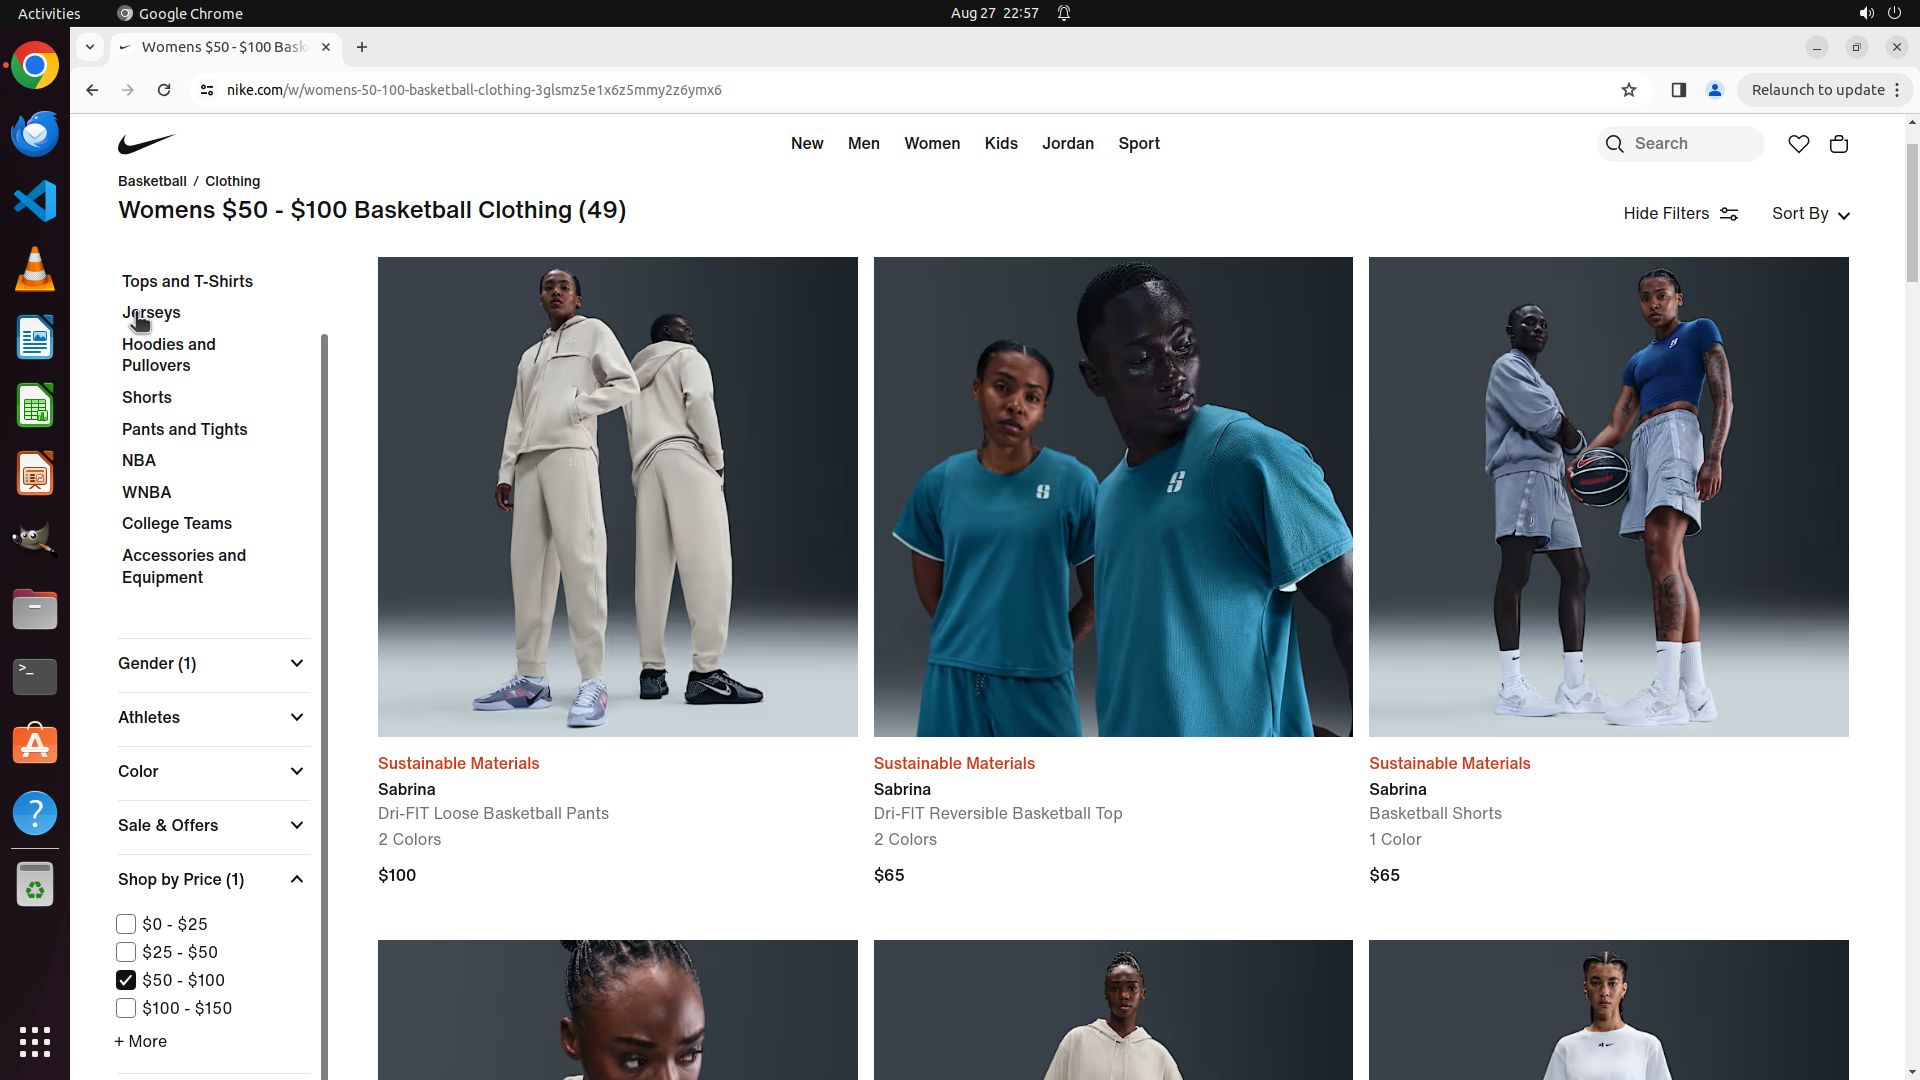 Activities
Google Chrome
Aug 27 22:57
Womens $50 - $100 Bask
nike.com/w/womens-50-100-basketball-clothing-3glsmz5e1x6z5mmy2z6ymx6
Relaunch to update
New
Men
Women
Kids
Jordan
Sport
Search
Basketball / Clothing
Womens $50 - $100 Basketball Clothing (49)
Hide Filters
Sort By
Tops and T-Shirts
Jerseys
Hoodies and
Pullovers
Shorts
Pants and Tights
NBA
WNBA
College Teams
Accessories and
Equipment
Gender (1)
Athletes
Color
Sale & Offers
Shop by Price (1)
$0 - $25
$25 - $50
$50 - $100
$100 - $150
+ More
Sustainable Materials
Sabrina
Dri-FIT Loose Basketball Pants
2 Colors
$100
Sustainable Materials
Sabrina
Dri-FIT Reversible Basketball Top
2 Colors
$65
Sustainable Materials
Sabrina
Basketball Shorts
1 Color
$65